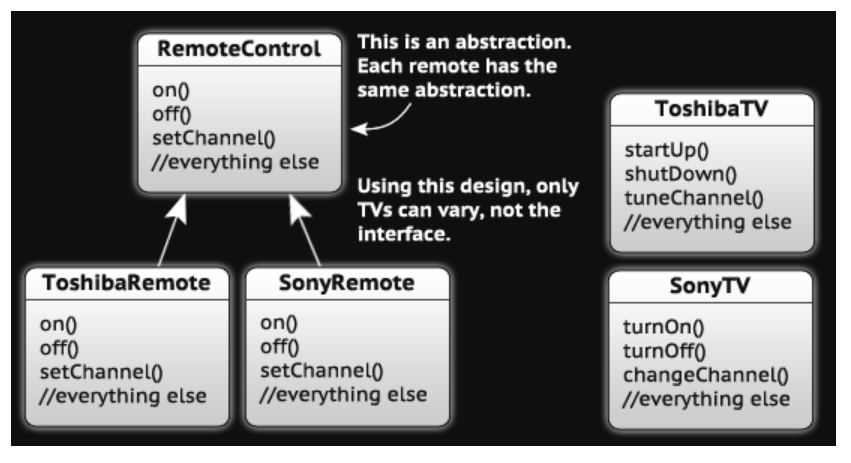 RemoteControl
on()
off()
setChannel()
//everything else
This is an abstraction.
Each remote has the
same abstraction.
Using this design, only
TVs can vary, not the
interface.
ToshibaRemote
on()
off()
setChannel()
//everything else
SonyRemote
on()
off()
setChannel()
//everything else
ToshibaTV
startUp()
shutDown()
tuneChannel()
//everything else
SonyTV
turnOn()
turnOff()
changeChannel()
//everything else